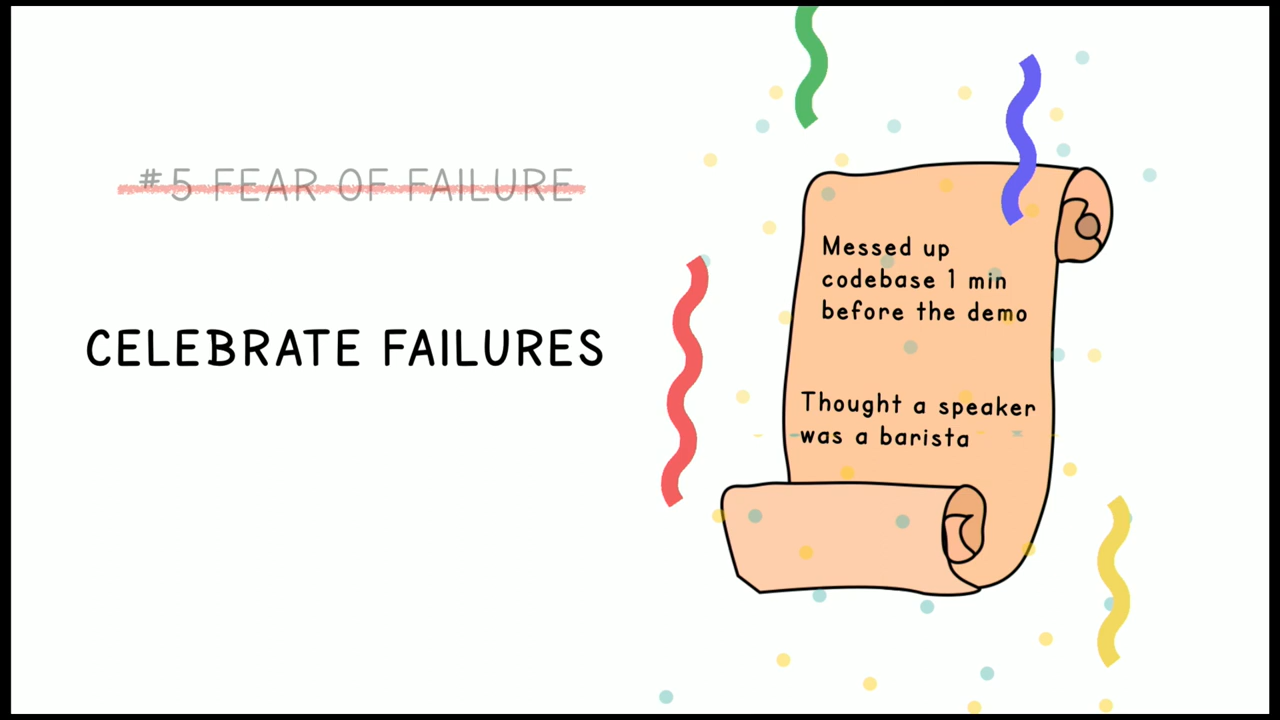 #5 FEAR OF FAILURE
CELEBRATE FAILURES
Messed up
codebase 1 min
before the demo
Thought a speaker
was a barista